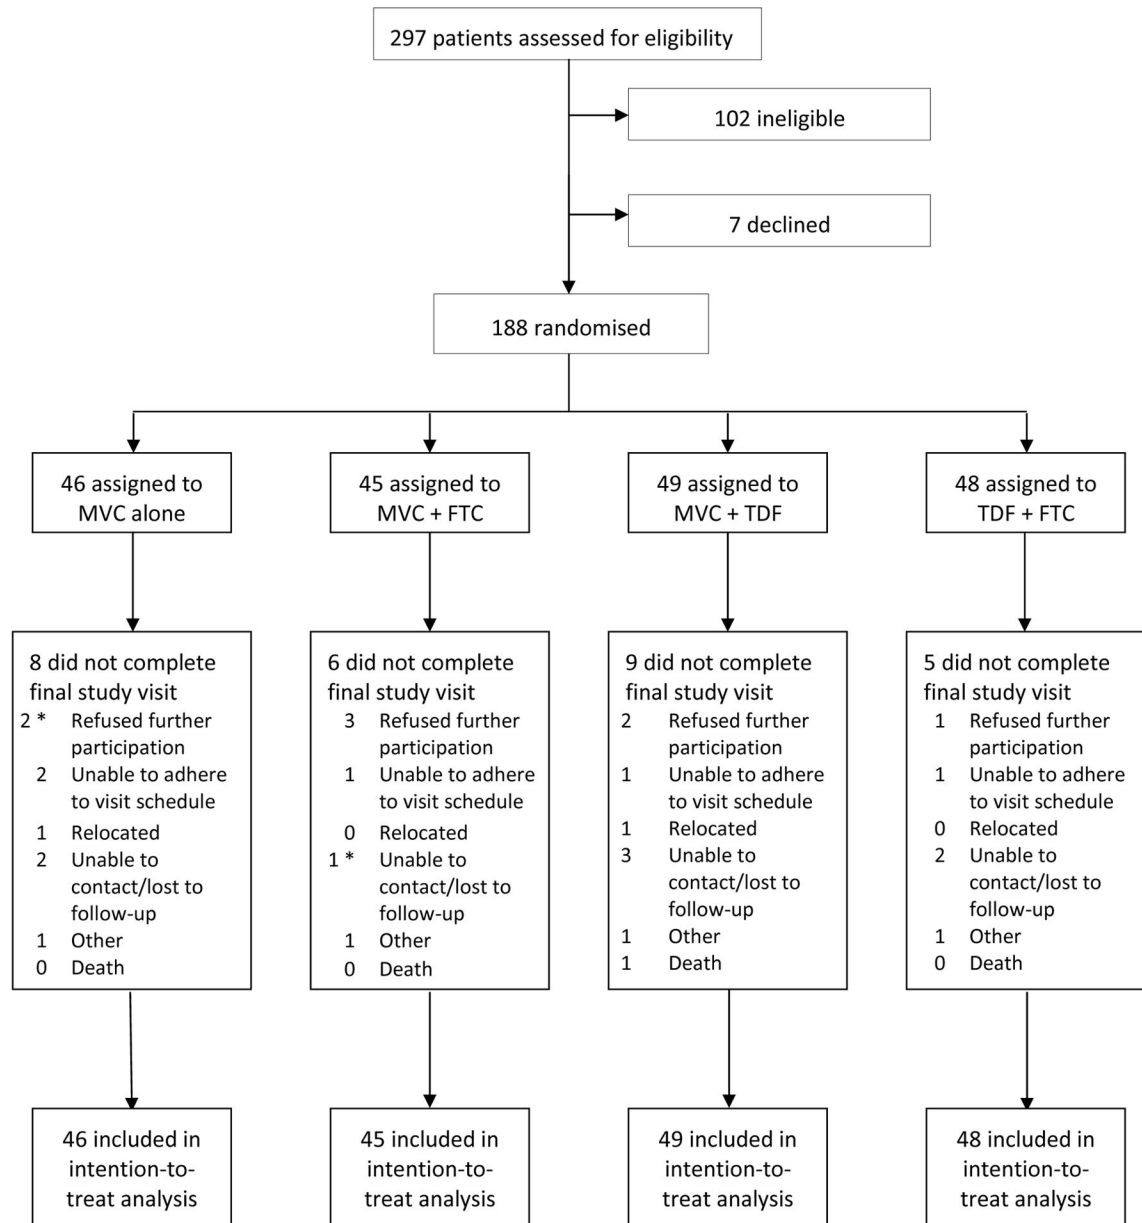 297 patients assessed for eligibility
102 ineligible
7 declined
188 randomised
46 assigned to
MVC alone
45 assigned to
MVC + FTC
49 assigned to
MVC + TDF
48 assigned to
TDF + FTC
8 did not complete
final study visit
2 * Refused further
participation
2 Unable to adhere
to visit schedule
1 Relocated
2 Unable to
contact/lost to
follow-up
1 Other
0 Death
6 did not complete
final study visit
3 Refused further
participation
1 Unable to adhere
to visit schedule
0 Relocated
1 * Unable to
contact/lost to
follow-up
1 Other
0 Death
9 did not complete
final study visit
2 Refused further
participation
1 Unable to adhere
to visit schedule
1 Relocated
3 Unable to
contact/lost to
follow-up
1 Other
1 Death
5 did not complete
final study visit
1 Refused further
participation
1 Unable to adhere
to visit schedule
0 Relocated
2 Unable to
contact/lost to
follow-up
1 Other
0 Death
46 included in
intention-to-
treat analysis
45 included in
intention-to-
treat analysis
49 included in
intention-to-
treat analysis
48 included in
intention-to-
treat analysis